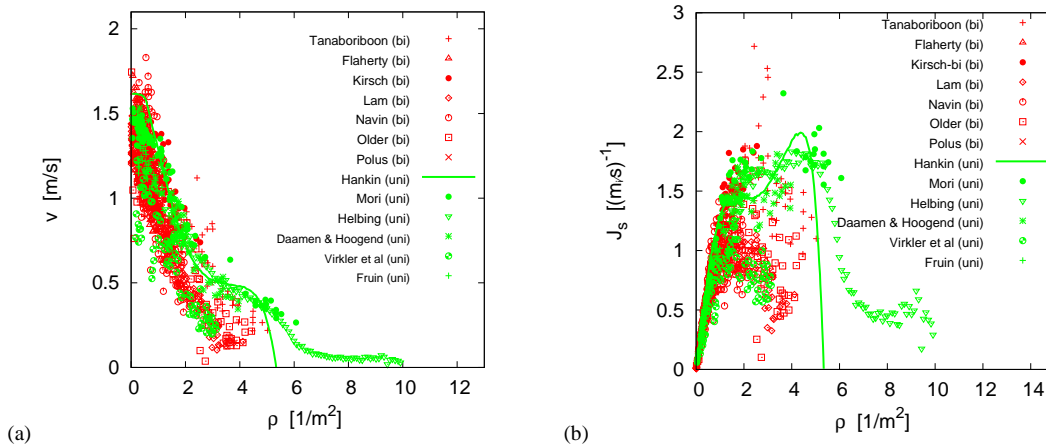 2
1.5
1
0.5
0
v [m/s]
0 2 4 6 8 10 12
ρ [1/m²]
Tanaboriboon (bi)
Flaherty (bi)
Kirsch (bi)
Lam (bi)
Navin (bi)
Older (bi)
Polus (bi)
Hankin (uni)
Mori (uni)
Helbing (uni)
Daamen & Hoogend (uni)
Virkler et al (uni)
Fruin (uni)
(a)
3
2.5
2
1.5
1
0.5
0
Jₛ [(m/s)⁻¹]
0 2 4 6 8 10 12 14
ρ [1/m²]
Tanaboriboon (bi)
Flaherty (bi)
Kirsch-bi (bi)
Lam (bi)
Navin (bi)
Older (bi)
Polus (bi)
Hankin (uni)
Mori (uni)
Helbing (uni)
Daamen & Hoogend (uni)
Virkler et al (uni)
Fruin (uni)
(b)